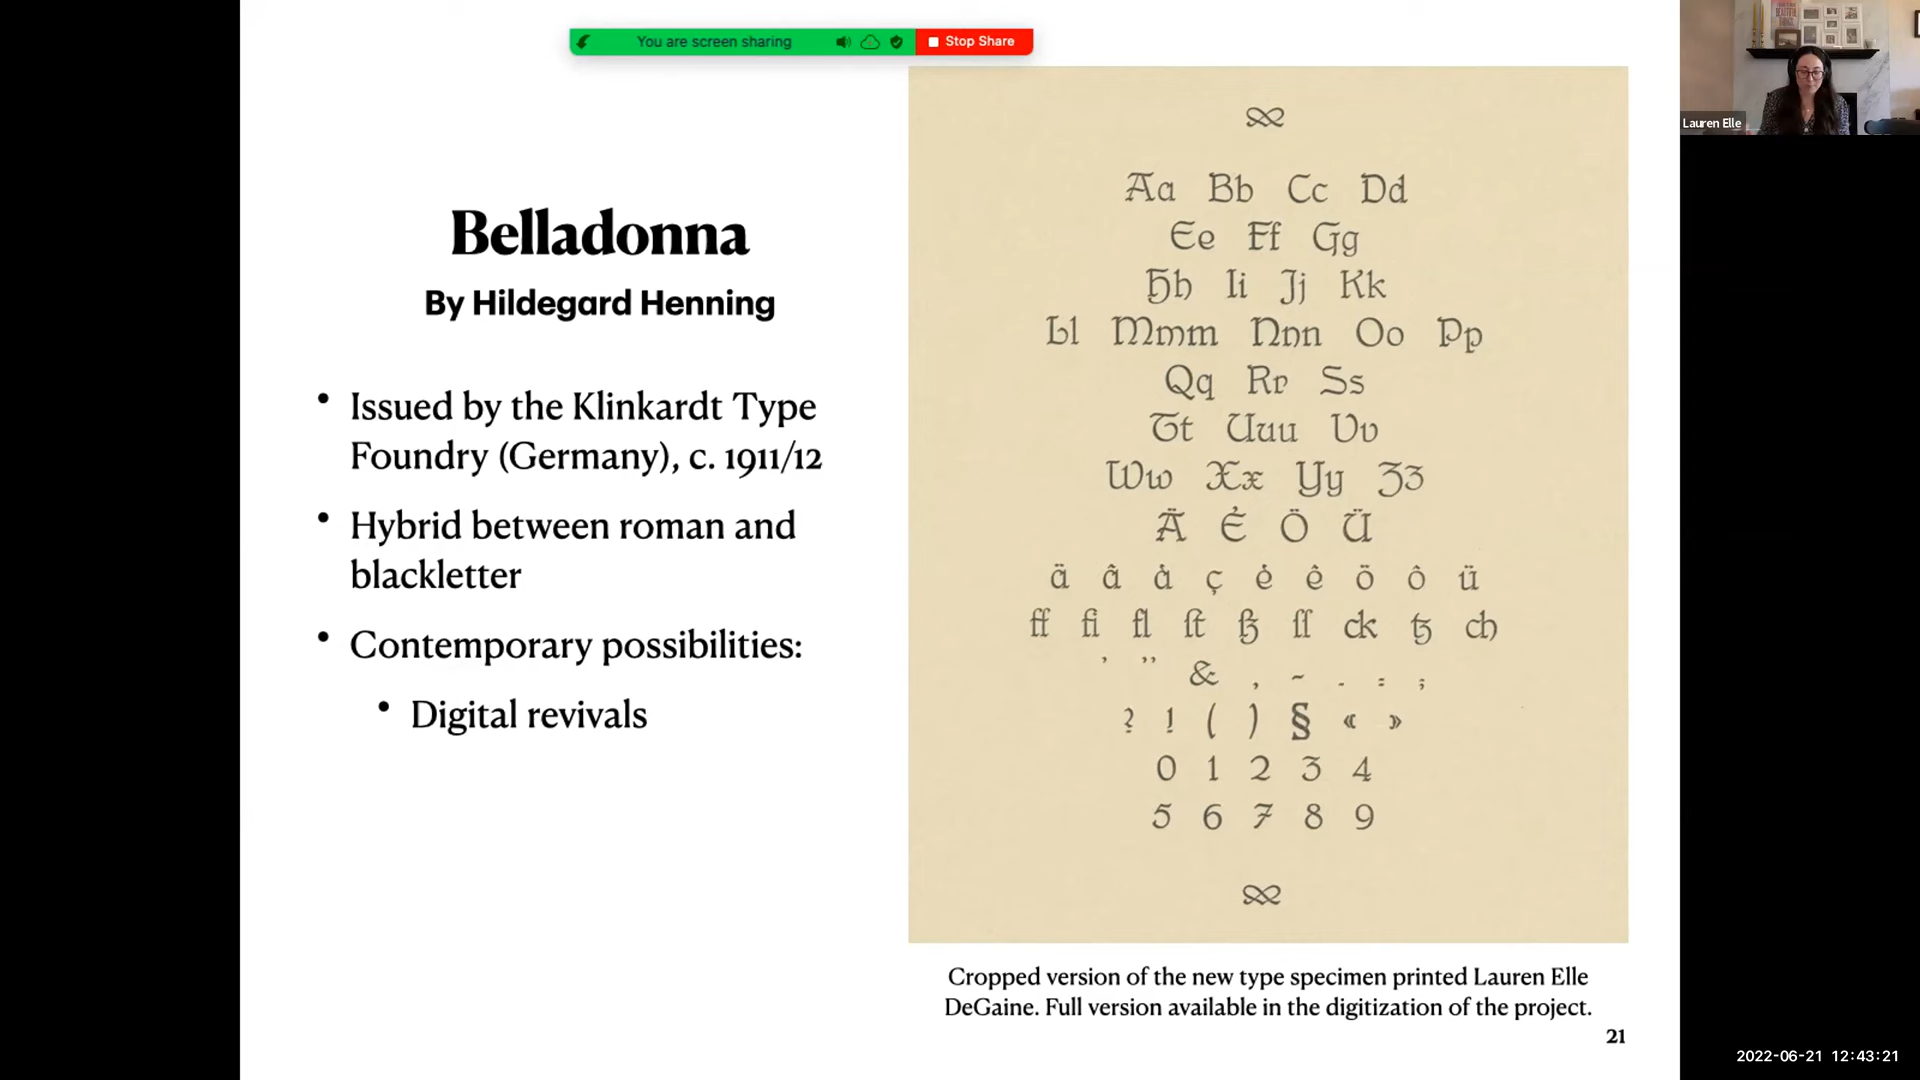 You are screen sharing
Stop Share
Lauren Elle
Belladonna
By Hildegard Henning
• Issued by the Klinkardt Type
Foundry (Germany), c. 1911/12
• Hybrid between roman and
blackletter
• Contemporary possibilities:
• Digital revivals
Aa Bb Cc Dd
Ee Ff Gg
Hh Ii Jj Kk
Ll Mmm Nnn Oo Pp
Qq Rr Ss
Tt Uuu Vv
Ww Xx Yy Zz
Ä Ė Ö Ü
ä â ȧ ç ė ê ö ô ü
ff fi fl ſt ß ſſ ck tz ch
’ ’’ & , ~ . : ;
? ! ( ) § « »
0 1 2 3 4
5 6 7 8 9
Cropped version of the new type specimen printed Lauren Elle
DeGaine. Full version available in the digitization of the project.
21
2022-06-21 12:43:21